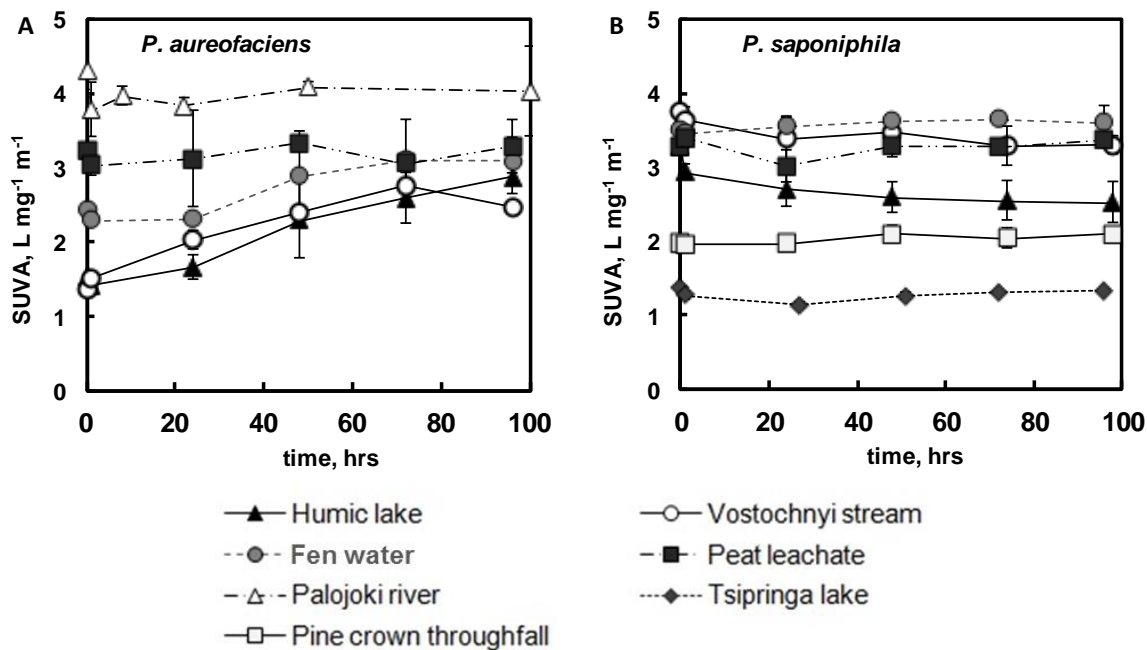 A
P. aureofaciens
5
4
3
2
1
0
SUVA, L mg⁻¹ m⁻¹
0 20 40 60 80 100
time, hrs
B
P. saponiphila
5
4
3
2
1
0
SUVA, L mg⁻¹ m⁻¹
0 20 40 60 80 100
time, hrs
Humic lake
Fen water
Palojoki river
Pine crown throughfall
Vostochnyi stream
Peat leachate
Tsipringa lake